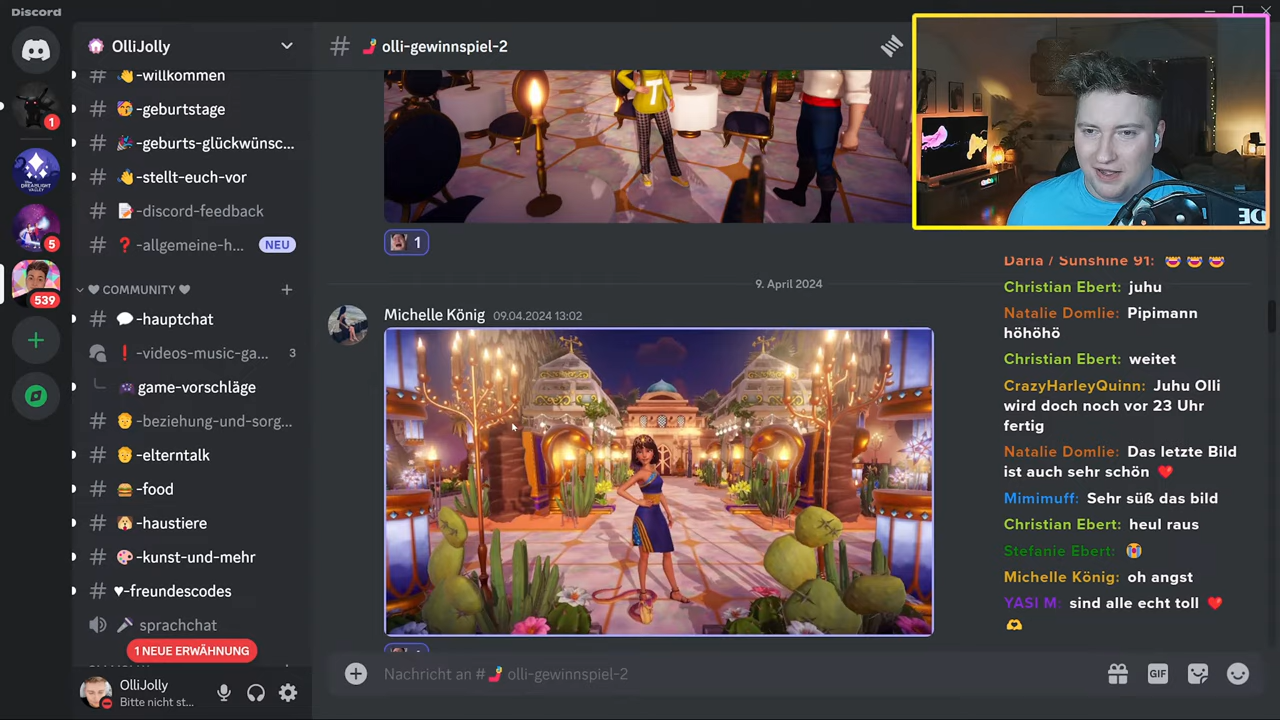 Discord
OlliJolly
olli-gewinnspiel-2
-willkommen
-geburtstage
-geburts-glückwünsc...
-stellt-euch-vor
-discord-feedback
-allgemeine-h...
NEU
1
5
539
COMMUNITY
-hauptchat
-videos-music-ga...
3
game-vorschläge
-beziehung-und-sorg...
-elterntalk
-food
-haustiere
-kunst-und-mehr
-freundescodes
sprachchat
1 NEUE ERWÄHNUNG
OlliJolly
Bitte nicht st...
T
1
9. April 2024
Michelle König 09.04.2024 13:02
Nachricht an # olli-gewinnspiel-2
GIF
Daria / Sunshine 91:
Christian Ebert: juhu
Natalie Domlie: Pipimann
höhöhö
Christian Ebert: weitet
CrazyHarleyQuinn: Juhu Olli
wird doch noch vor 23 Uhr
fertig
Natalie Domlie: Das letzte Bild
ist auch sehr schön
Mimimuff: Sehr süß das bild
Christian Ebert: heul raus
Stefanie Ebert:
Michelle König: oh angst
YASI M: sind alle echt toll